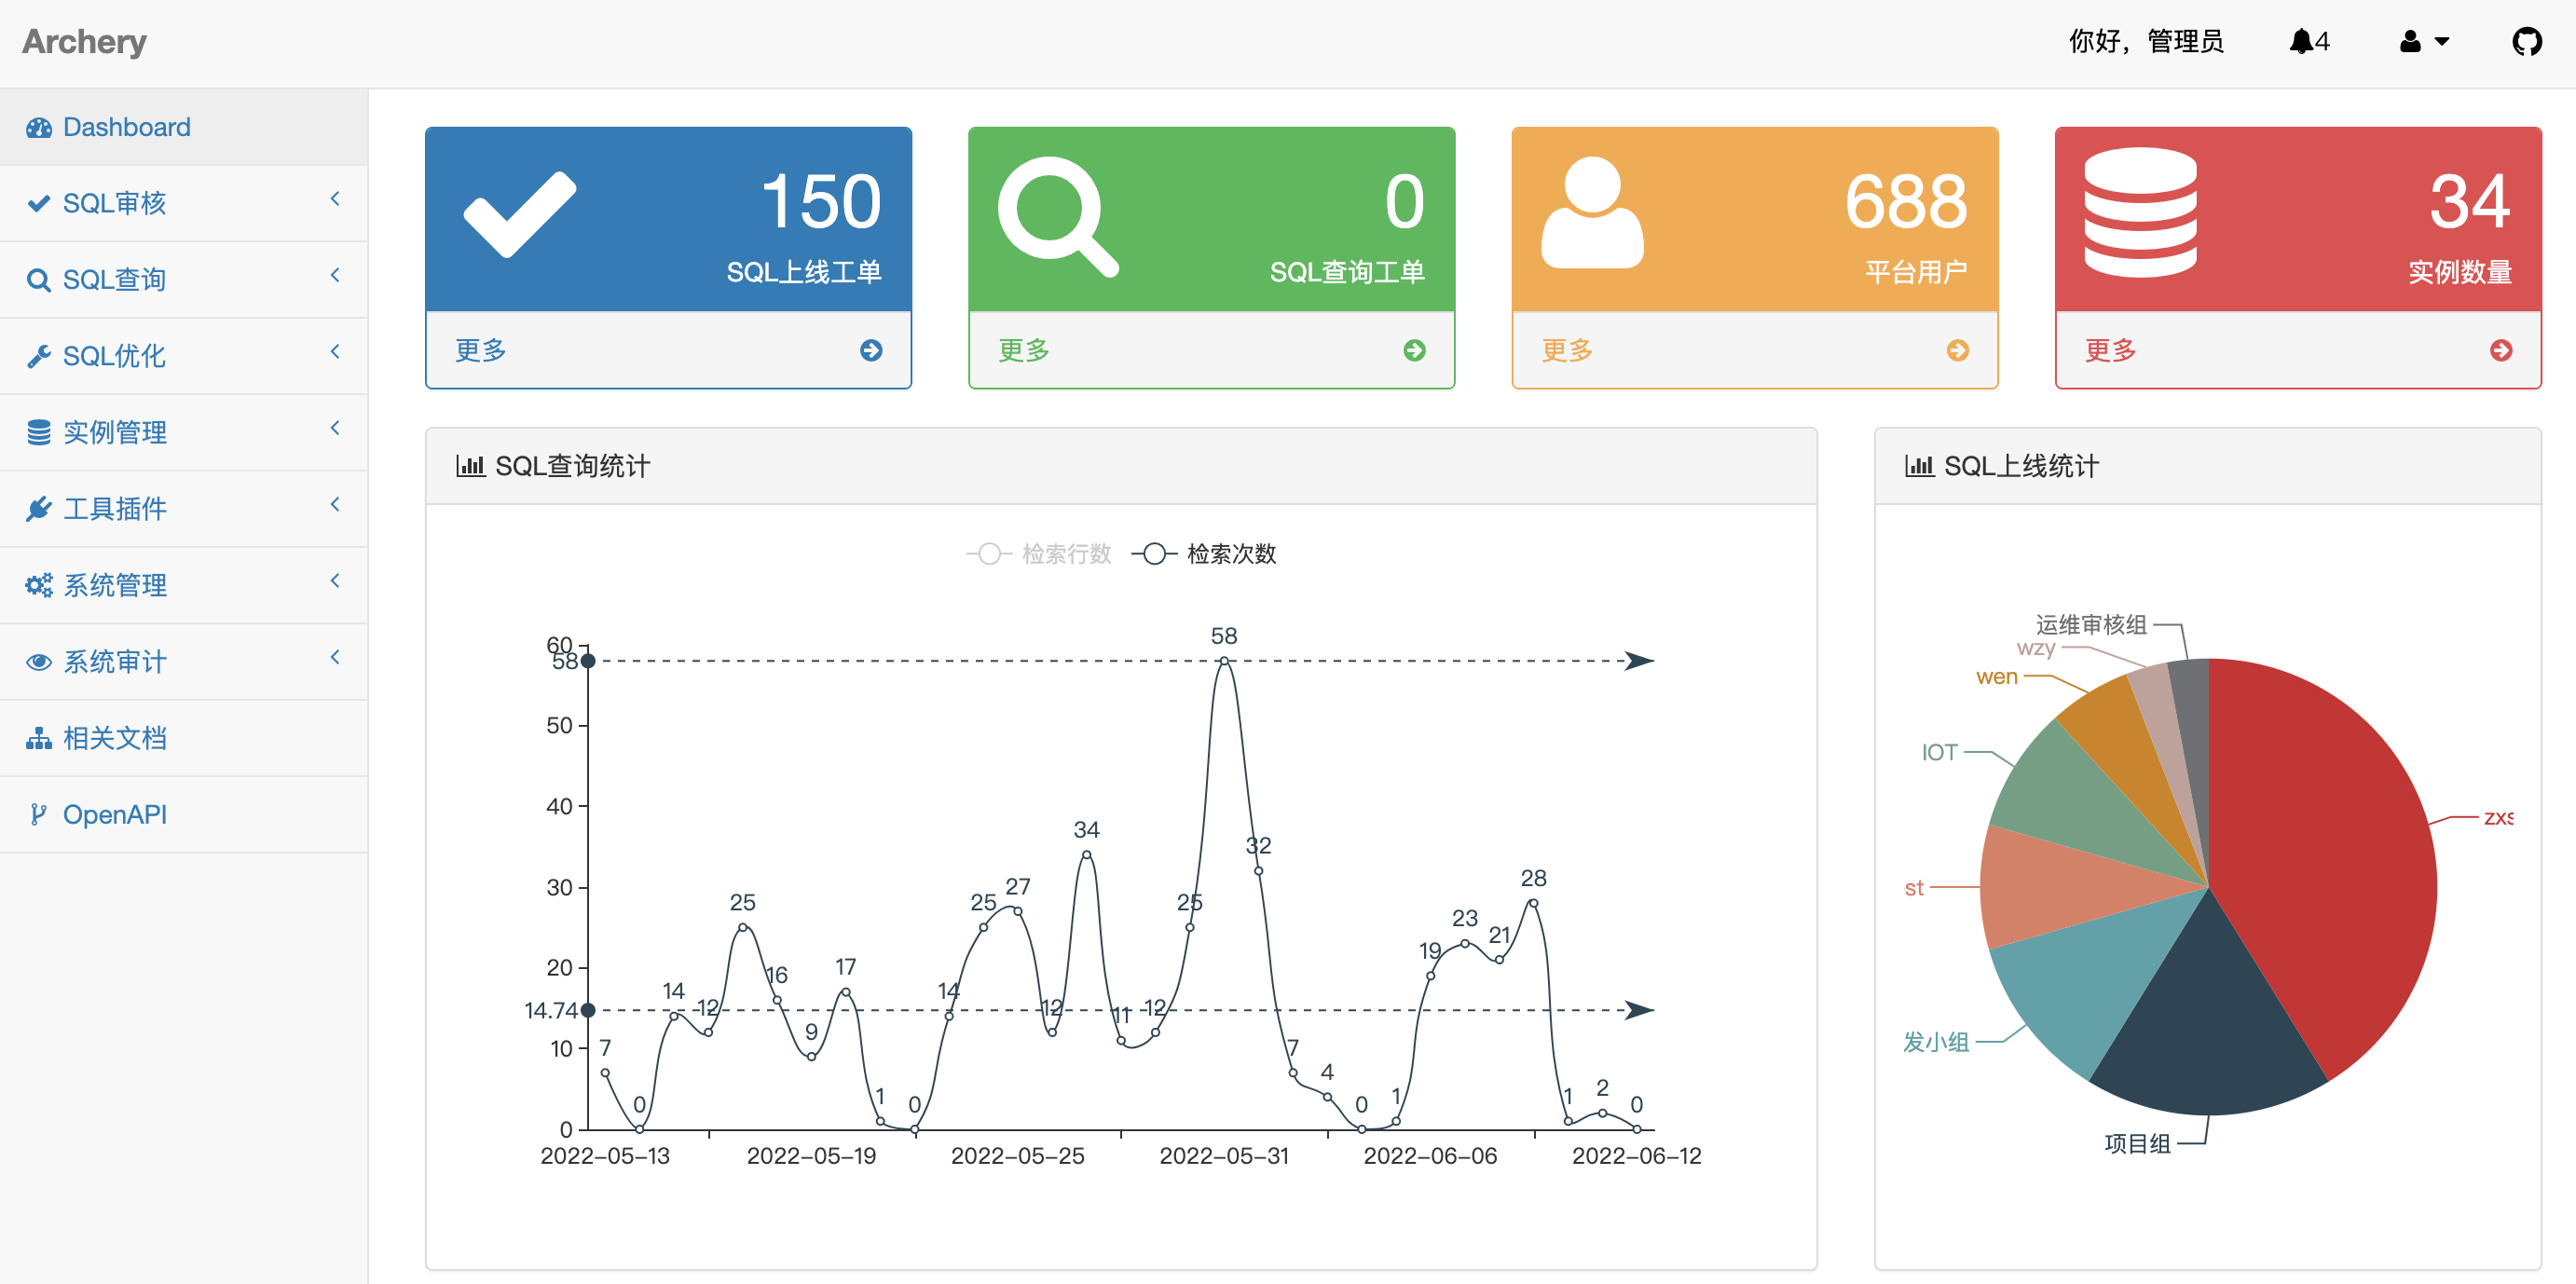 Archery
你好，管理员
4
Dashboard
SQL审核
SQL查询
SQL优化
实例管理
工具插件
系统管理
系统审计
相关文档
OpenAPI
150
SQL上线工单
更多
0
SQL查询工单
更多
688
平台用户
更多
34
实例数量
更多
SQL查询统计
检索行数 检索次数
60
58
50
40
30
20
14.74
10
0
7 0 14 12 25 16 9 17 1 0 14 25 27 12 34 11 12 25 58 32 7 4 0 1 19 23 21 28 1 2 0
2022-05-13 2022-05-19 2022-05-25 2022-05-31 2022-06-06 2022-06-12
SQL上线统计
运维审核组
wzy
wen
IOT
zxs
st
发小组
项目组